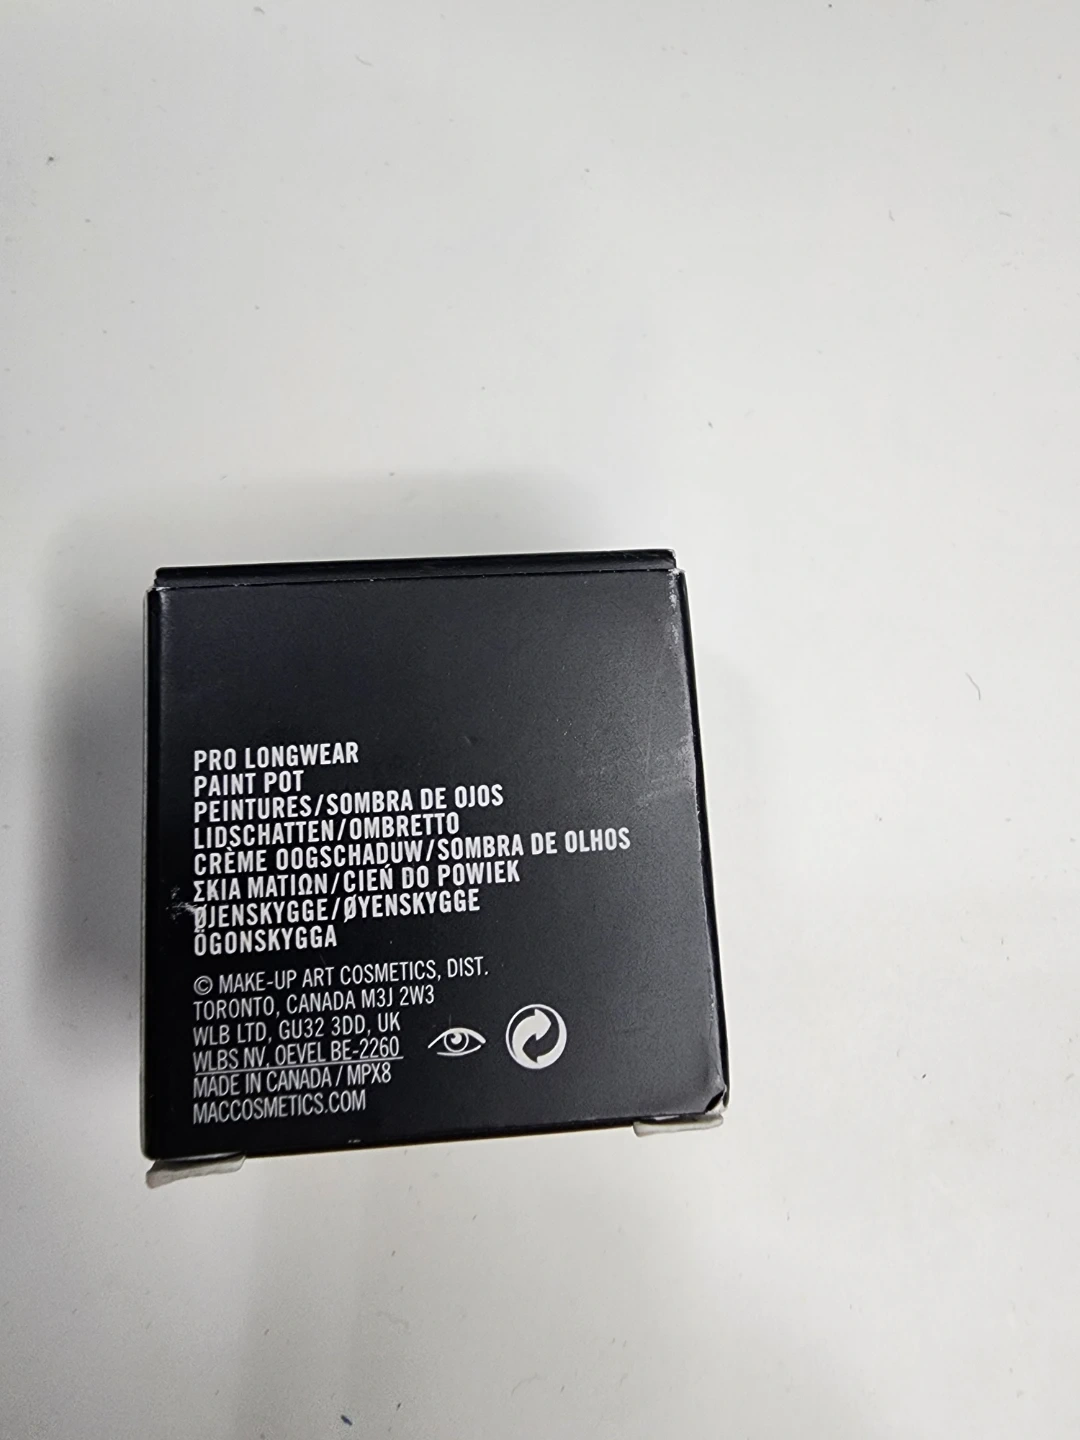 PRO LONGWEAR
PAINT POT
PEINTURES/SOMBRA DE OJOS
LIDSCHATTEN/OMBRETTO
CRÈME OOGSCHADUW/SOMBRA DE OLHOS
ΣΚΙΑ ΜΑΤΙΩΝ/CIEŃ DO POWIEK
ØJENSKYGGE/ØYENSKYGGE
ÖGONSKYGGA
© MAKE-UP ART COSMETICS, DIST.
TORONTO, CANADA M3J 2W3
WLB LTD, GU32 3DD, UK
WLBS NV, OEVEL BE-2260
MADE IN CANADA / MPX8
MACCOSMETICS.COM